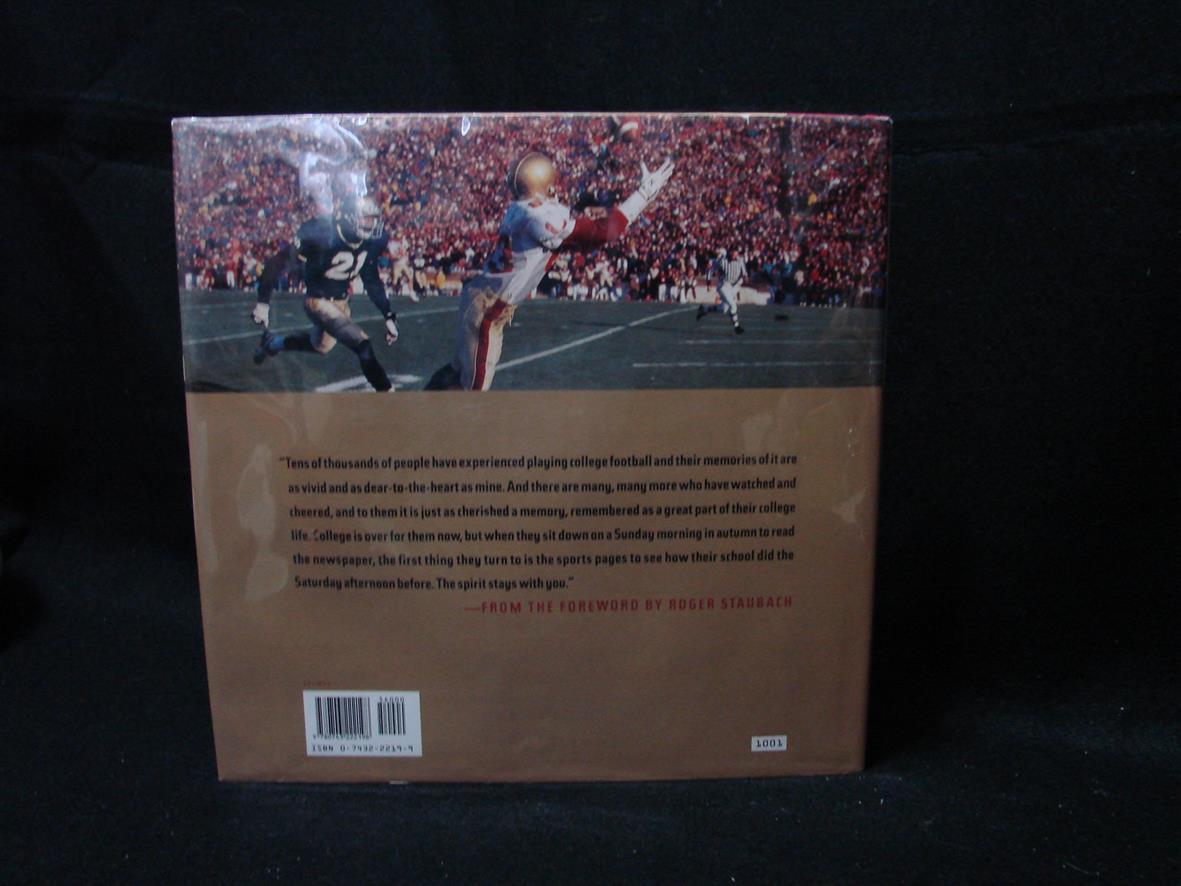 21
“Tens of thousands of people have experienced playing college football and their memories of it are
as vivid and as dear-to-the-heart as mine. And there are many, many more who have watched and
cheered, and to them it is just as cherished a memory, remembered as a great part of their college
life. College is over for them now, but when they sit down on a Sunday morning in autumn to read
the newspaper, the first thing they turn to is the sports pages to see how their school did the
Saturday afternoon before. The spirit stays with you.”
—FROM THE FOREWORD BY ROGER STAUBACH
ISBN 0-7432-2219-9
1001